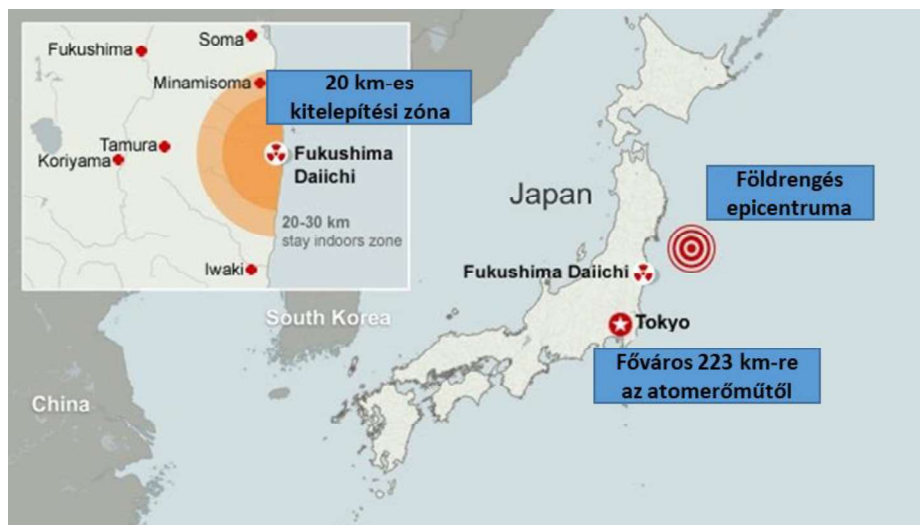 Fukushima
Soma
Minamisoma
20 km-es
kitelepítési zóna
Tamura
Koriyama
Fukushima
Daiichi
20-30 km
stay indoors zone
Iwaki
Japan
Földrengés
epicentruma
Fukushima Daiichi
Tokyo
Főváros 223 km-re
az atomerőműtől
South Korea
China